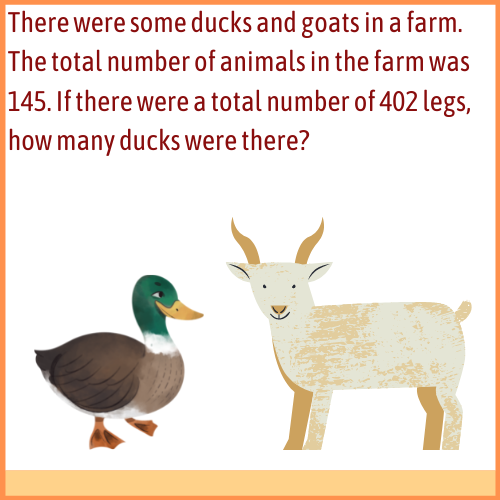 There were some ducks and goats in a farm.
The total number of animals in the farm was
145. If there were a total number of 402 legs,
how many ducks were there?